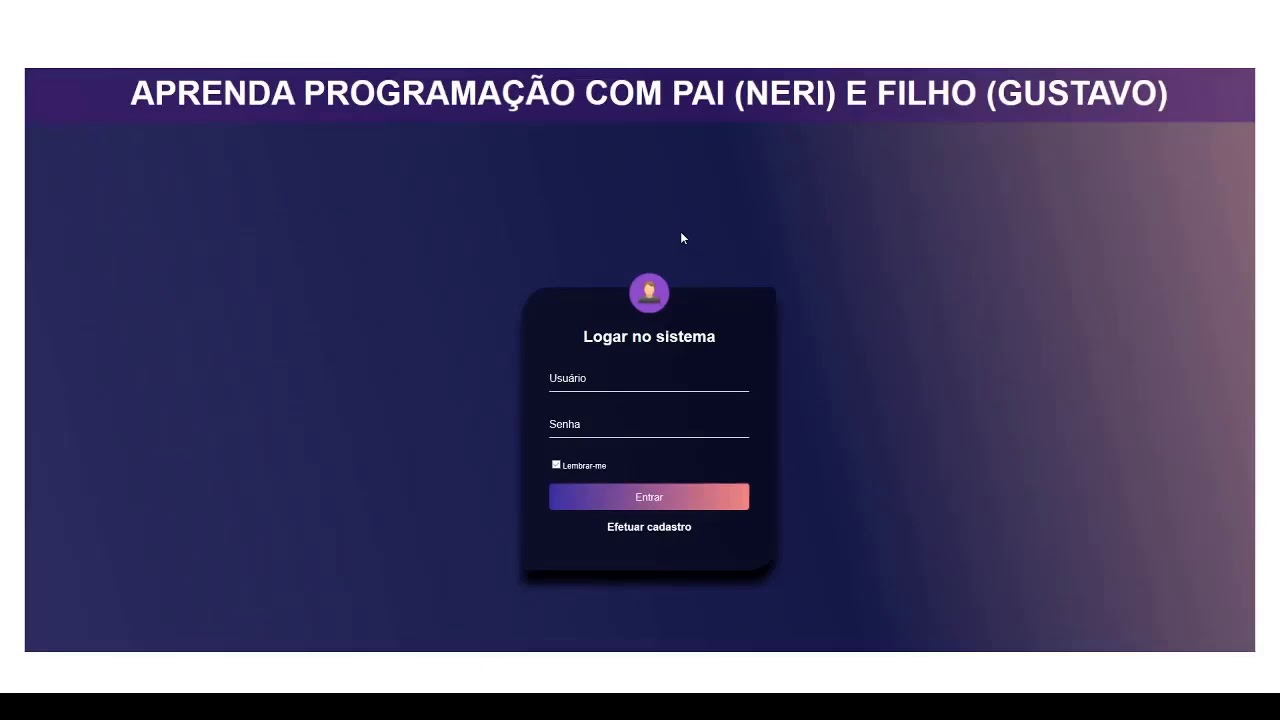 APRENDA PROGRAMAÇÃO COM PAI (NERI) E FILHO (GUSTAVO)
Logar no sistema
Usuário
Senha
Lembrar-me
Entrar
Efetuar cadastro